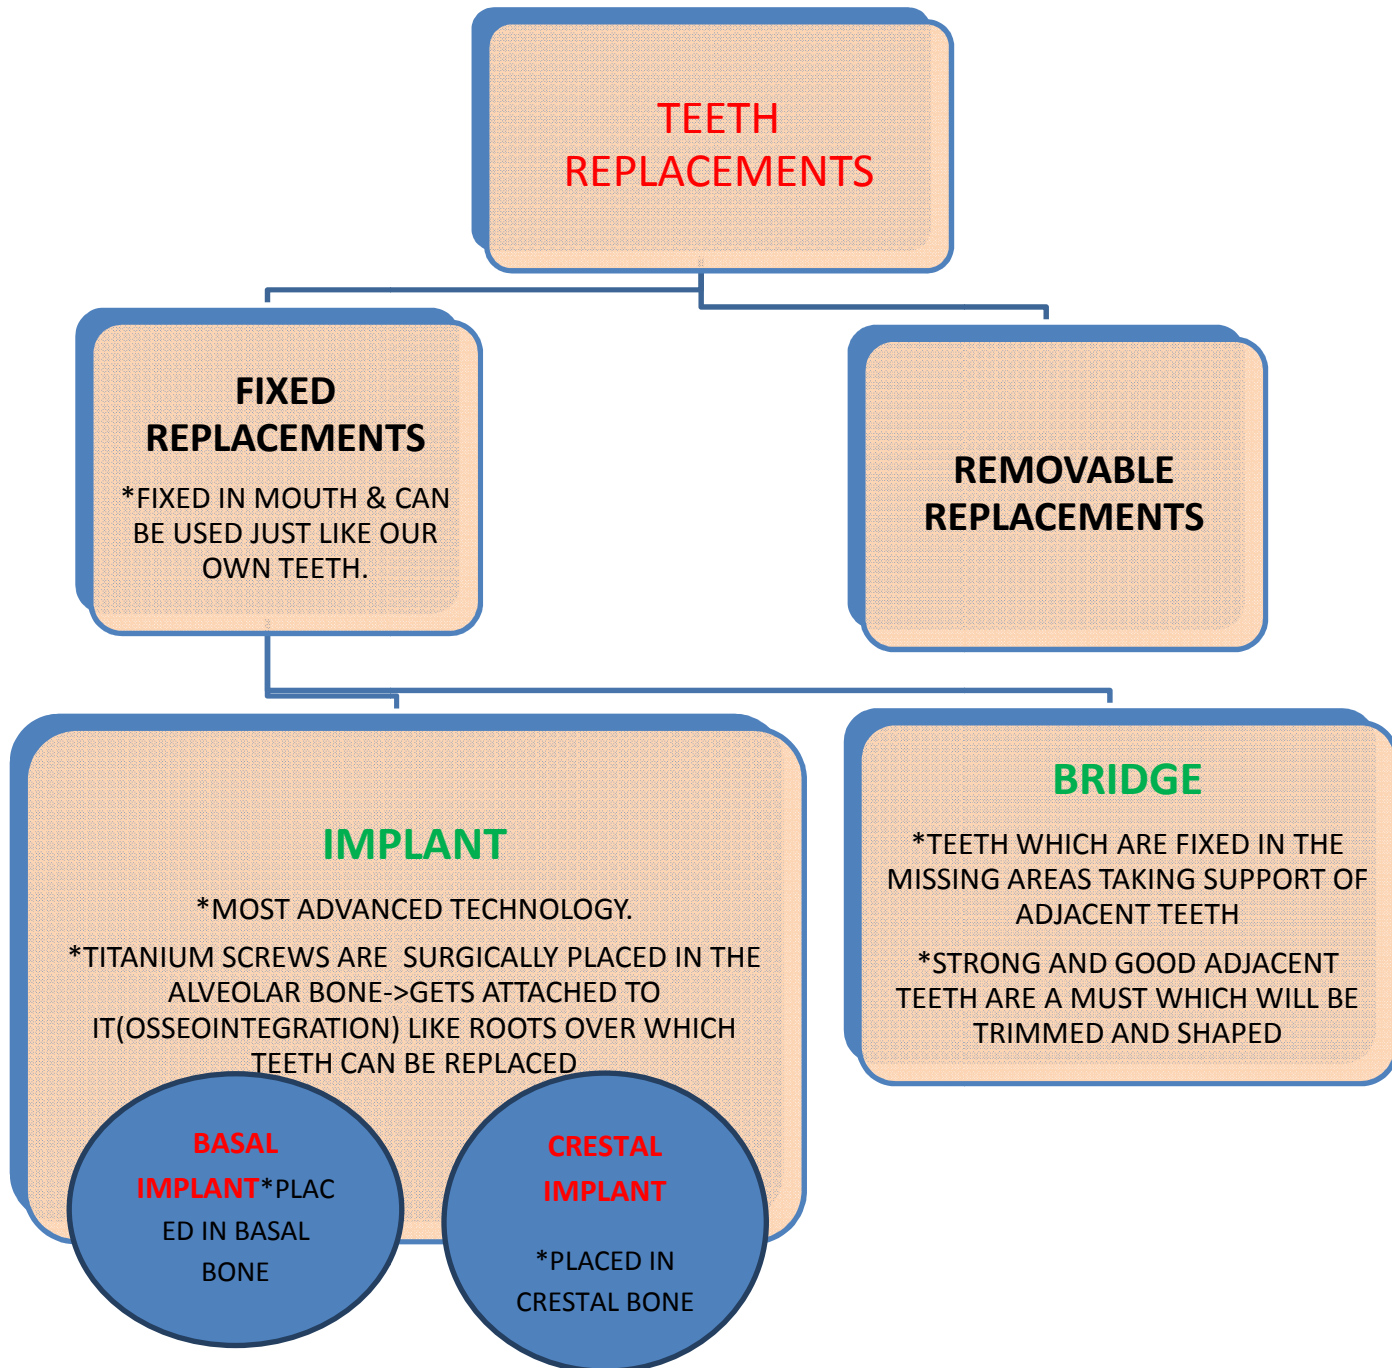 TEETH
REPLACEMENTS
FIXED
REPLACEMENTS
*FIXED IN MOUTH & CAN
BE USED JUST LIKE OUR
OWN TEETH.
REMOVABLE
REPLACEMENTS
IMPLANT
*MOST ADVANCED TECHNOLOGY.
*TITANIUM SCREWS ARE  SURGICALLY PLACED IN THE
ALVEOLAR BONE->GETS ATTACHED TO
IT(OSSEOINTEGRATION) LIKE ROOTS OVER WHICH
TEETH CAN BE REPLACED
BASAL
IMPLANT*PLAC
ED IN BASAL
BONE
CRESTAL
IMPLANT
*PLACED IN
CRESTAL BONE
BRIDGE
*TEETH WHICH ARE FIXED IN THE
MISSING AREAS TAKING SUPPORT OF
ADJACENT TEETH
*STRONG AND GOOD ADJACENT
TEETH ARE A MUST WHICH WILL BE
TRIMMED AND SHAPED